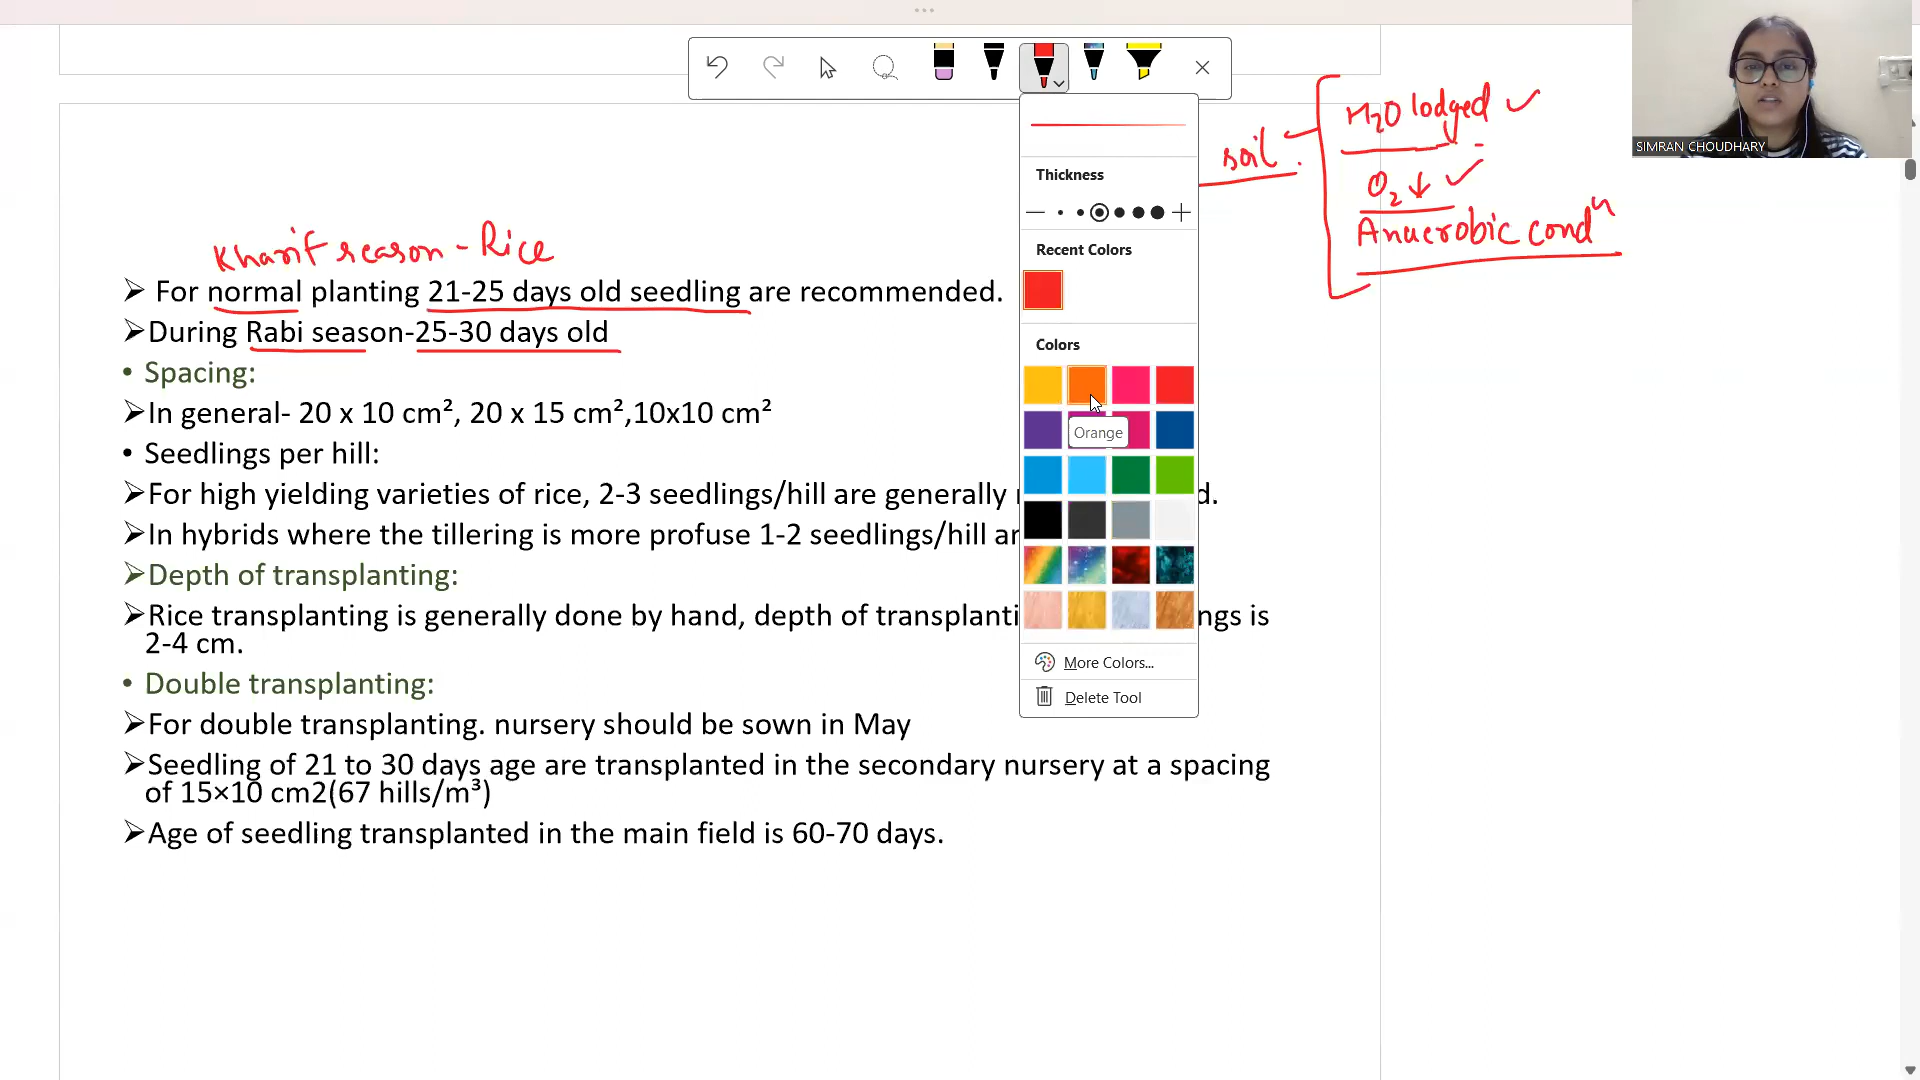 H2O lodged
soil.
O2↓
Anaerobic condn
SIMRAN CHOUDHARY
Kharif season - Rice
➢ For normal planting 21-25 days old seedling are recommended.
➢During Rabi season-25-30 days old
• Spacing:
➢In general- 20 x 10 cm², 20 x 15 cm²,10x10 cm²
• Seedlings per hill:
➢For high yielding varieties of rice, 2-3 seedlings/hill are generally
➢In hybrids where the tillering is more profuse 1-2 seedlings/hill
➢Depth of transplanting:
➢Rice transplanting is generally done by hand, depth of is
2-4 cm.
• Double transplanting:
➢For double transplanting. nursery should be sown in May
➢Seedling of 21 to 30 days age are transplanted in the secondary nursery at a spacing
of 15×10 cm2(67 hills/m³)
➢Age of seedling transplanted in the main field is 60-70 days.
Thickness
Recent Colors
Colors
Orange
More Colors...
Delete Tool